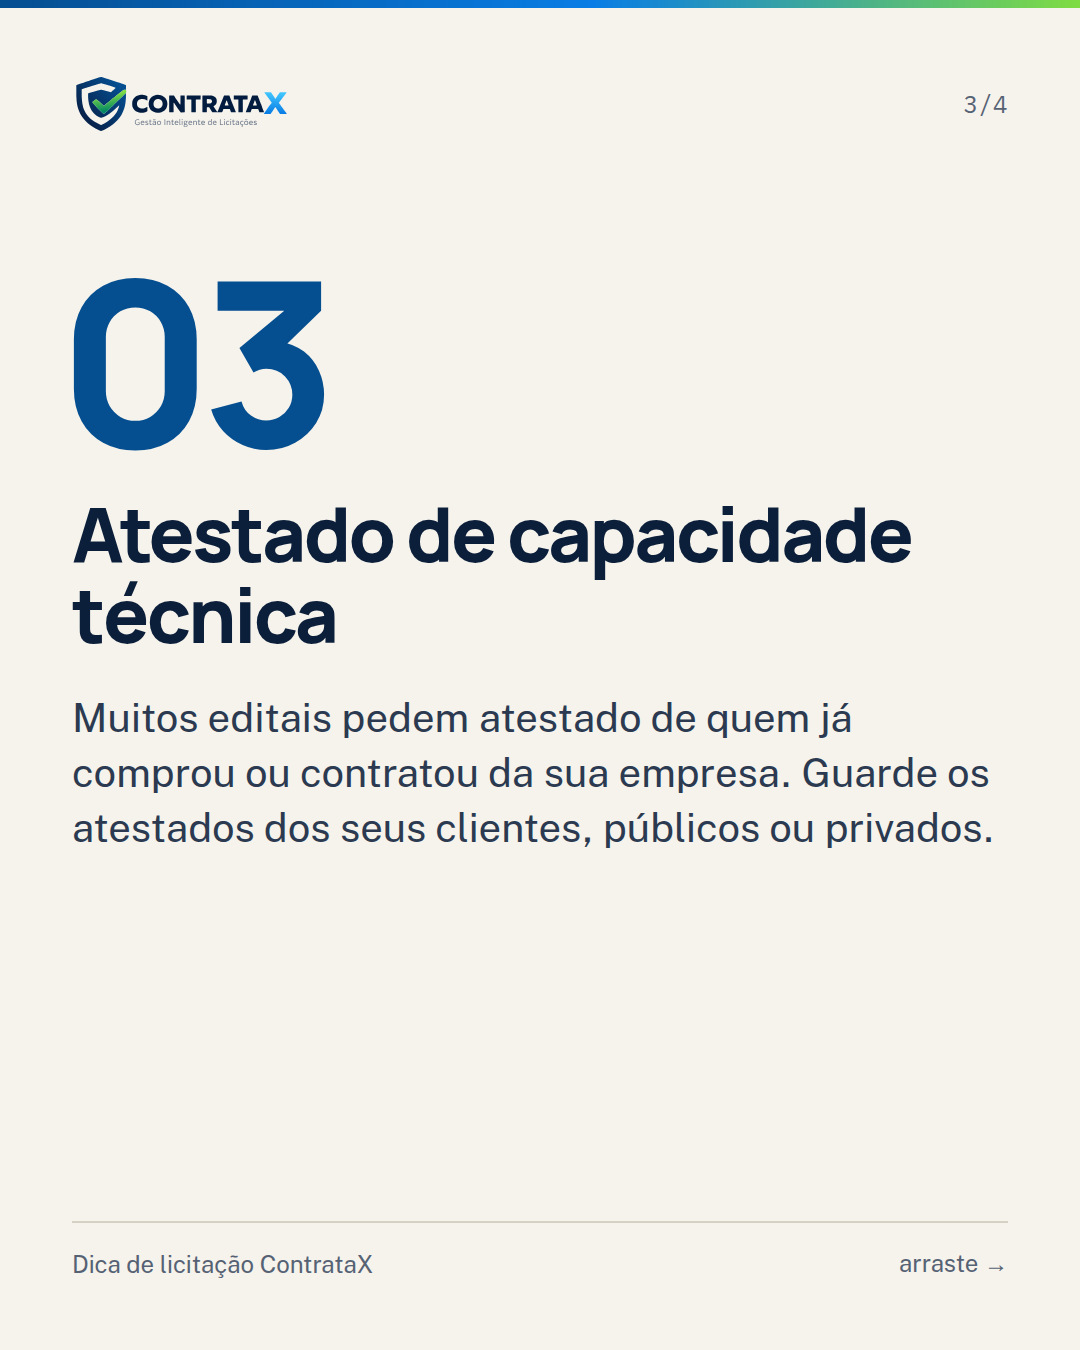 CONTRATAX
Gestão Inteligente de Licitações
3/4
03
Atestado de capacidade
técnica
Muitos editais pedem atestado de quem já
comprou ou contratou da sua empresa. Guarde os
atestados dos seus clientes, públicos ou privados.
Dica de licitação ContrataX
arraste →